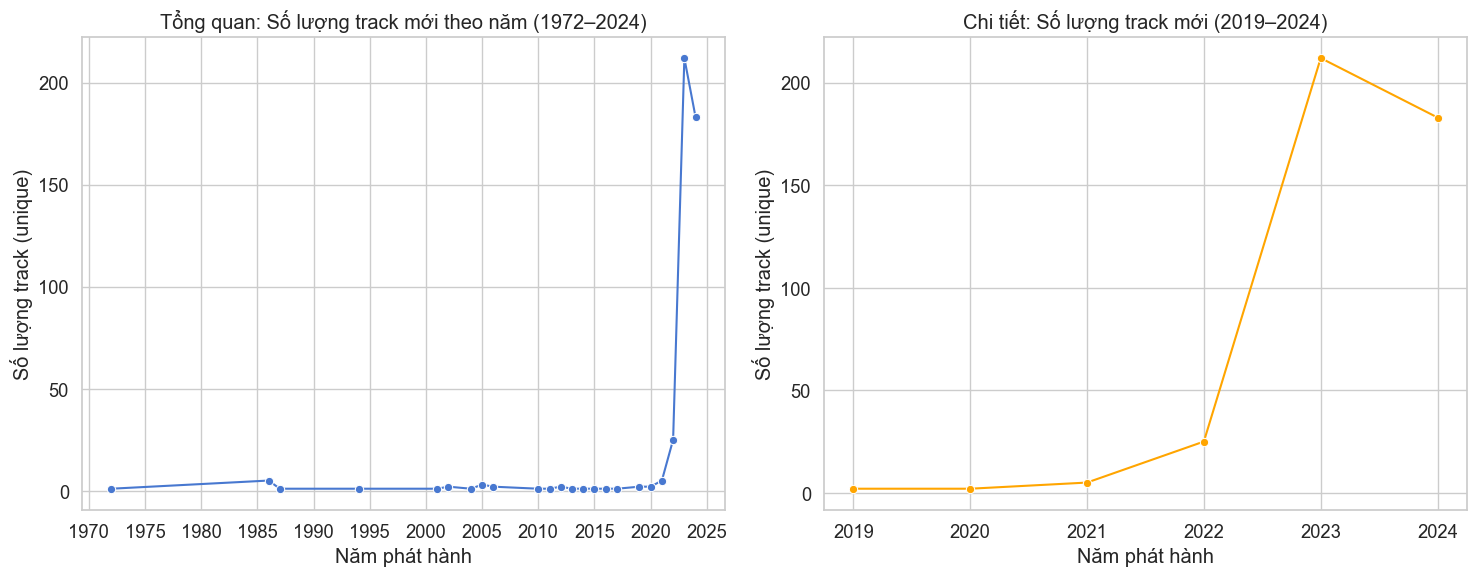 Tổng quan: Số lượng track mới theo năm (1972–2024)
Số lượng track (unique)
200
150
100
50
0
1970 1975 1980 1985 1990 1995 2000 2005 2010 2015 2020 2025
Năm phát hành
Chi tiết: Số lượng track mới (2019–2024)
Số lượng track (unique)
200
150
100
50
0
2019 2020 2021 2022 2023 2024
Năm phát hành